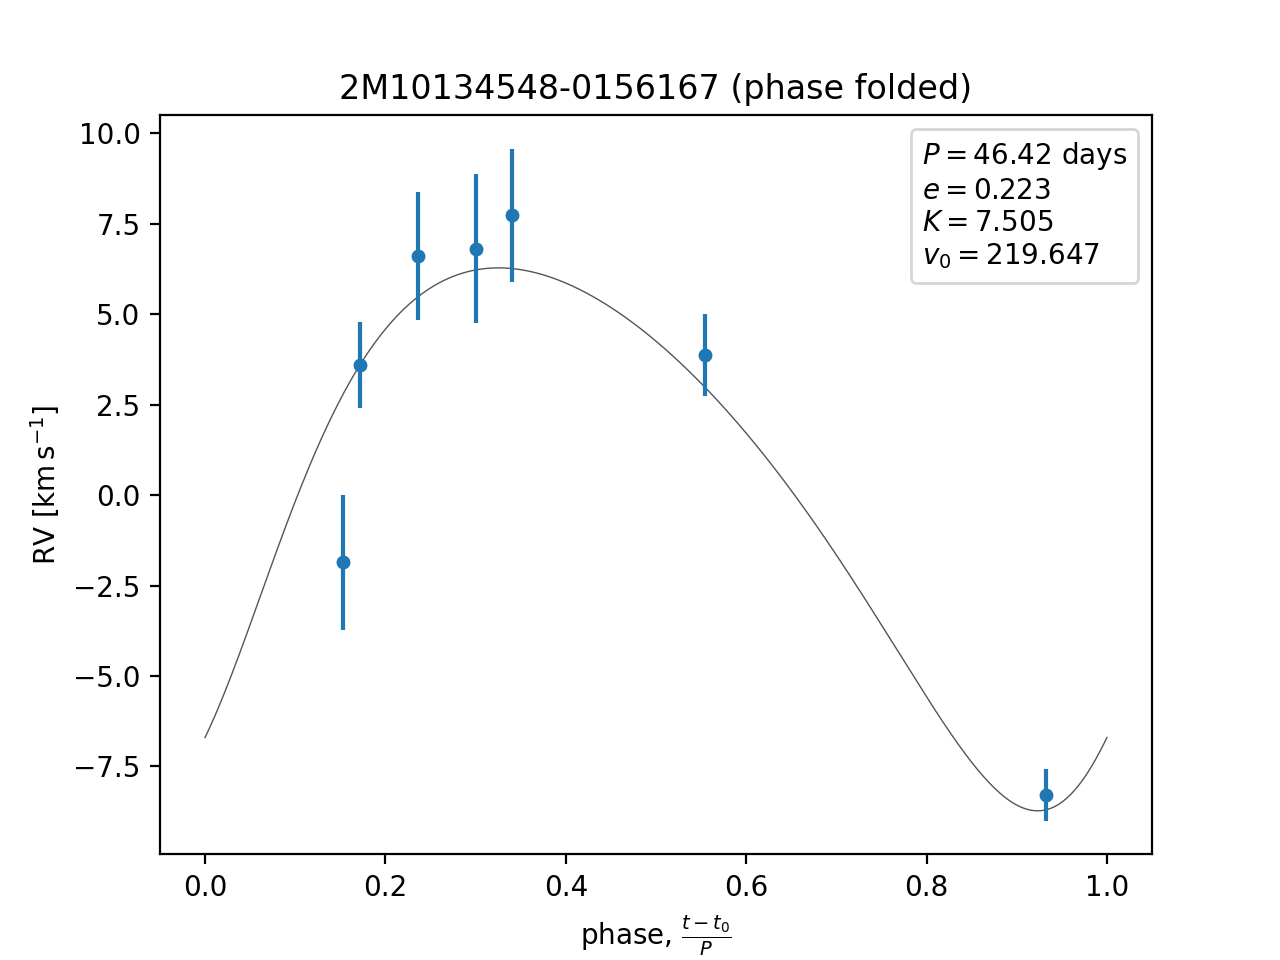 2M10134548-0156167 (phase folded)
P = 46.42 days
e = 0.223
K = 7.505
v₀ = 219.647
10.0
7.5
5.0
2.5
0.0
−2.5
−5.0
−7.5
RV [km s⁻¹]
0.0 0.2 0.4 0.6 0.8 1.0
phase, (t − t₀)/P